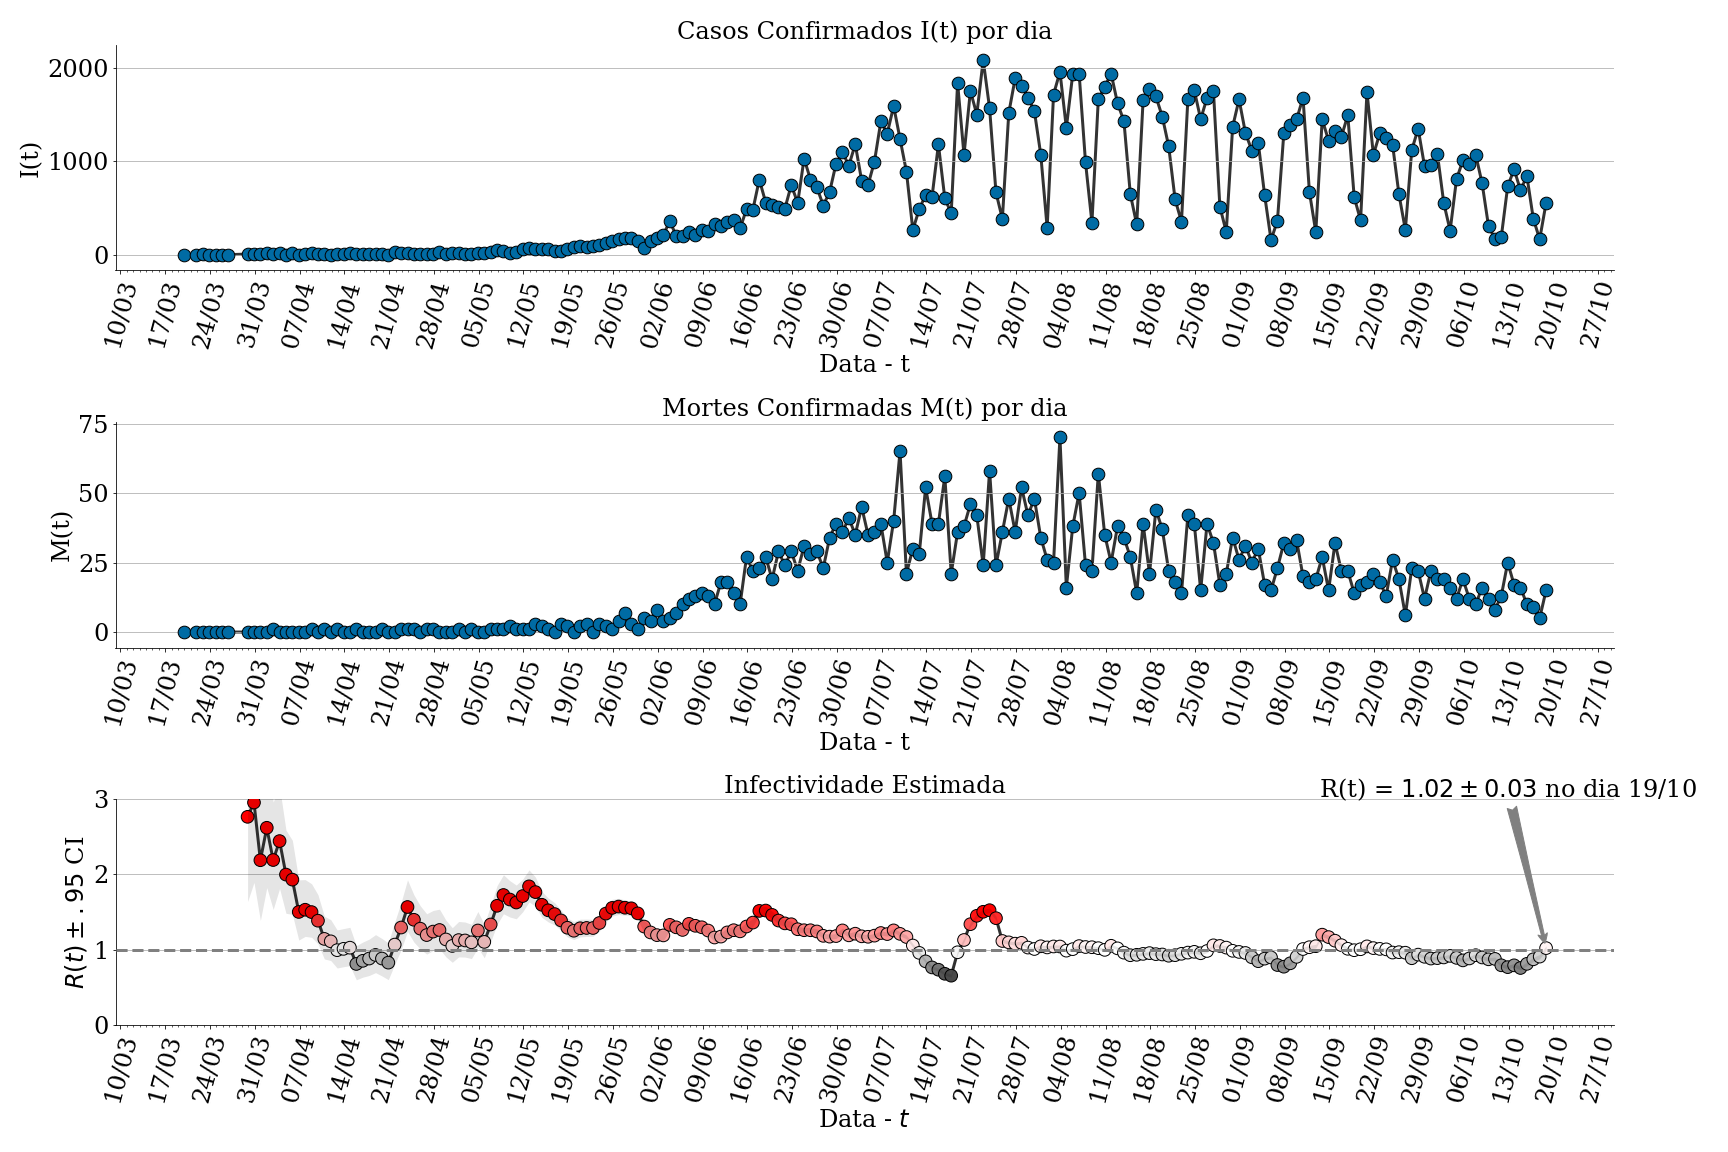 Casos Confirmados I(t) por dia
I(t)
2000
1000
0
10/03 17/03 24/03 31/03 07/04 14/04 21/04 28/04 05/05 12/05 19/05 26/05 02/06 09/06 16/06 23/06 30/06 07/07 14/07 21/07 28/07 04/08 11/08 18/08 25/08 01/09 08/09 15/09 22/09 29/09 06/10 13/10 20/10 27/10
Data - t
Mortes Confirmadas M(t) por dia
M(t)
75
50
25
0
10/03 17/03 24/03 31/03 07/04 14/04 21/04 28/04 05/05 12/05 19/05 26/05 02/06 09/06 16/06 23/06 30/06 07/07 14/07 21/07 28/07 04/08 11/08 18/08 25/08 01/09 08/09 15/09 22/09 29/09 06/10 13/10 20/10 27/10
Data - t
Infectividade Estimada
R(t) = 1.02 ± 0.03 no dia 19/10
R(t) ± .95 CI
3
2
1
0
10/03 17/03 24/03 31/03 07/04 14/04 21/04 28/04 05/05 12/05 19/05 26/05 02/06 09/06 16/06 23/06 30/06 07/07 14/07 21/07 28/07 04/08 11/08 18/08 25/08 01/09 08/09 15/09 22/09 29/09 06/10 13/10 20/10 27/10
Data - t